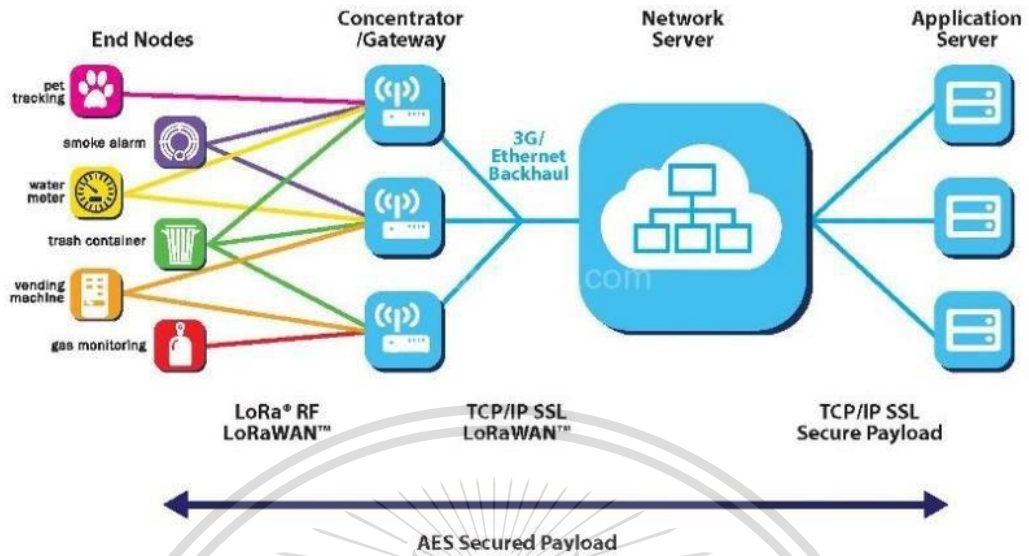 End Nodes
Concentrator
/Gateway
Network
Server
Application
Server
pet
tracking
smoke alarm
water
meter
trash container
vending
machine
gas monitoring
3G/
Ethernet
Backhaul
.com
LoRa® RF
LoRaWAN™
TCP/IP SSL
LoRaWAN™
TCP/IP SSL
Secure Payload
AES Secured Payload